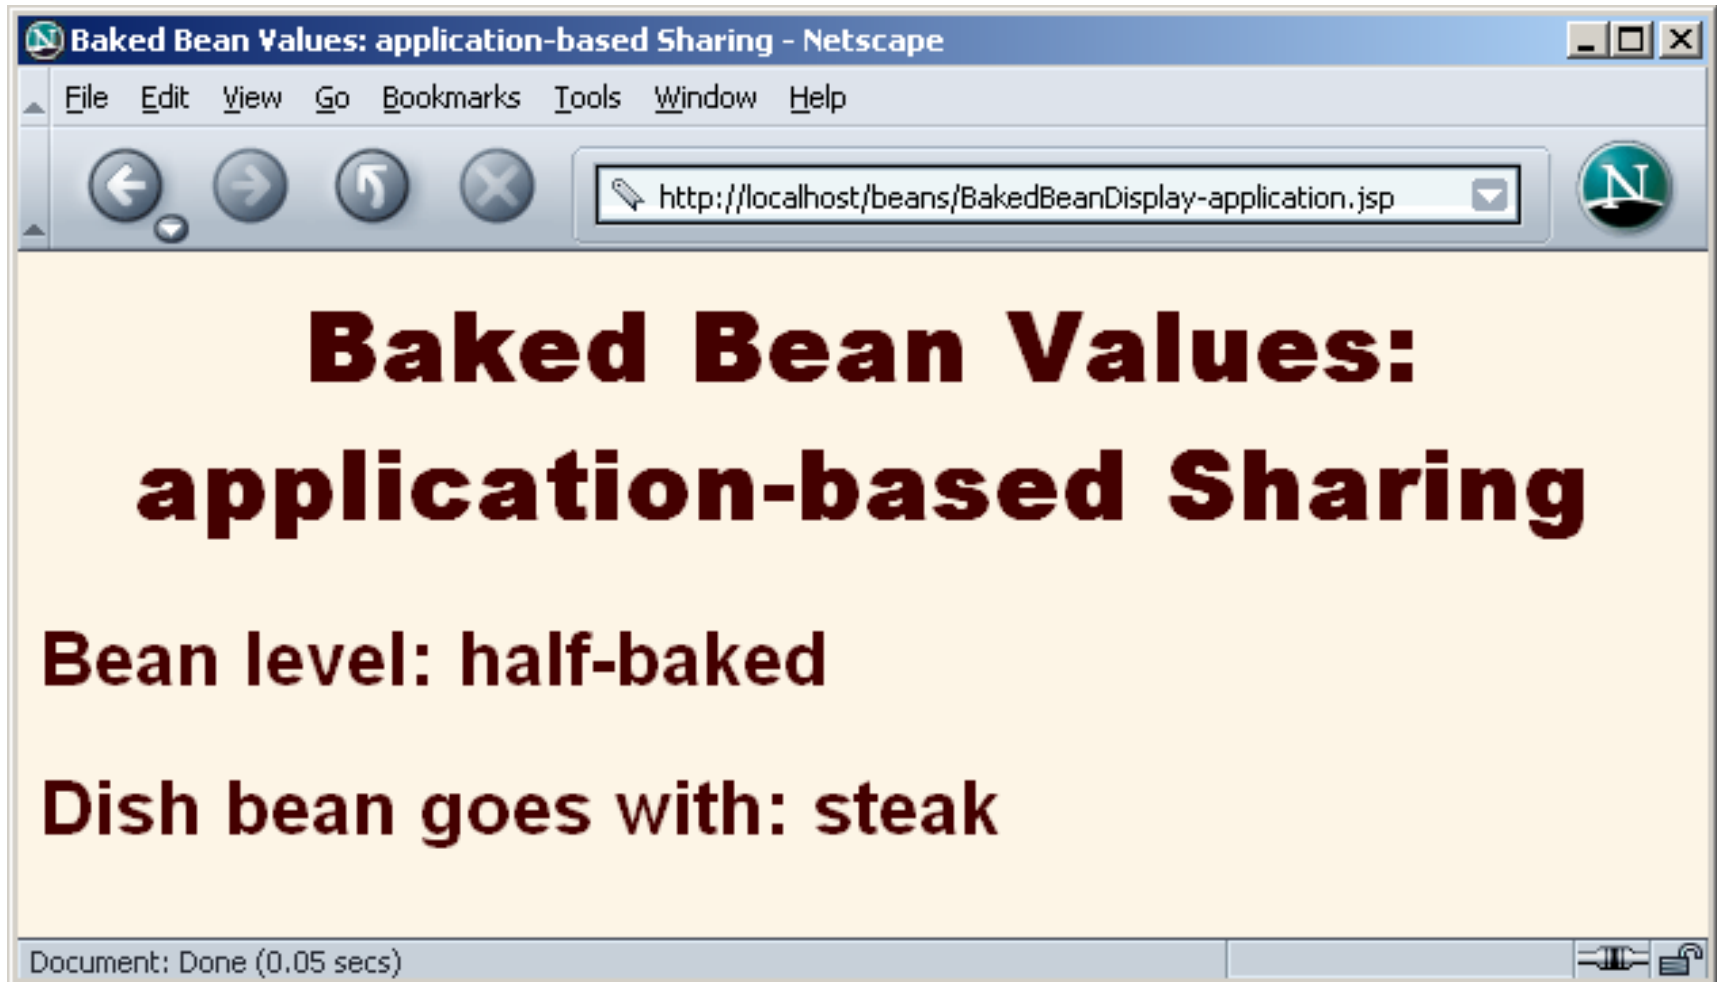 Baked Bean Values: application-based Sharing - Netscape
File Edit View Go Bookmarks Tools Window Help
http://localhost/beans/BakedBeanDisplay-application.jsp
N
Baked Bean Values:
application-based Sharing
Bean level: half-baked
Dish bean goes with: steak
Document: Done (0.05 secs)